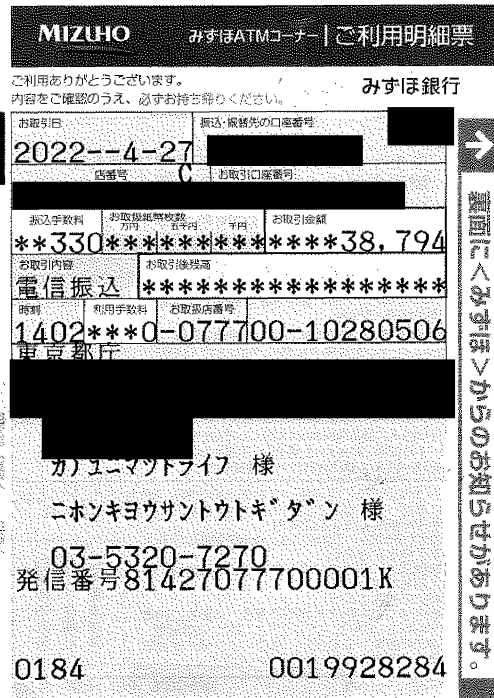 MIZUHO みずほATMコーナー ご利用明細票
ご利用ありがとうございます。
内容をご確認のうえ、必ずお持ち帰りください。
みずほ銀行
お取引日 振込・振替先の口座番号
2022--4-27
店番号 C お取引口座番号
振込手数料 お取扱紙幣枚数 万円 五千円 千円 お取引金額
**330***************38,794
お取引内容 お取引後残高
電信振込 ******************
時刻 利用手数料 お取扱店番号
1402***0-077700-10280506
東京都庁
カ)ユニマツトライフ 様
ニホンキヨウサントウトギダン 様
03-5320-7270
発信番号81427077700001K
0184 0019928284
裏面に<みずほ>からのお知らせがあります。